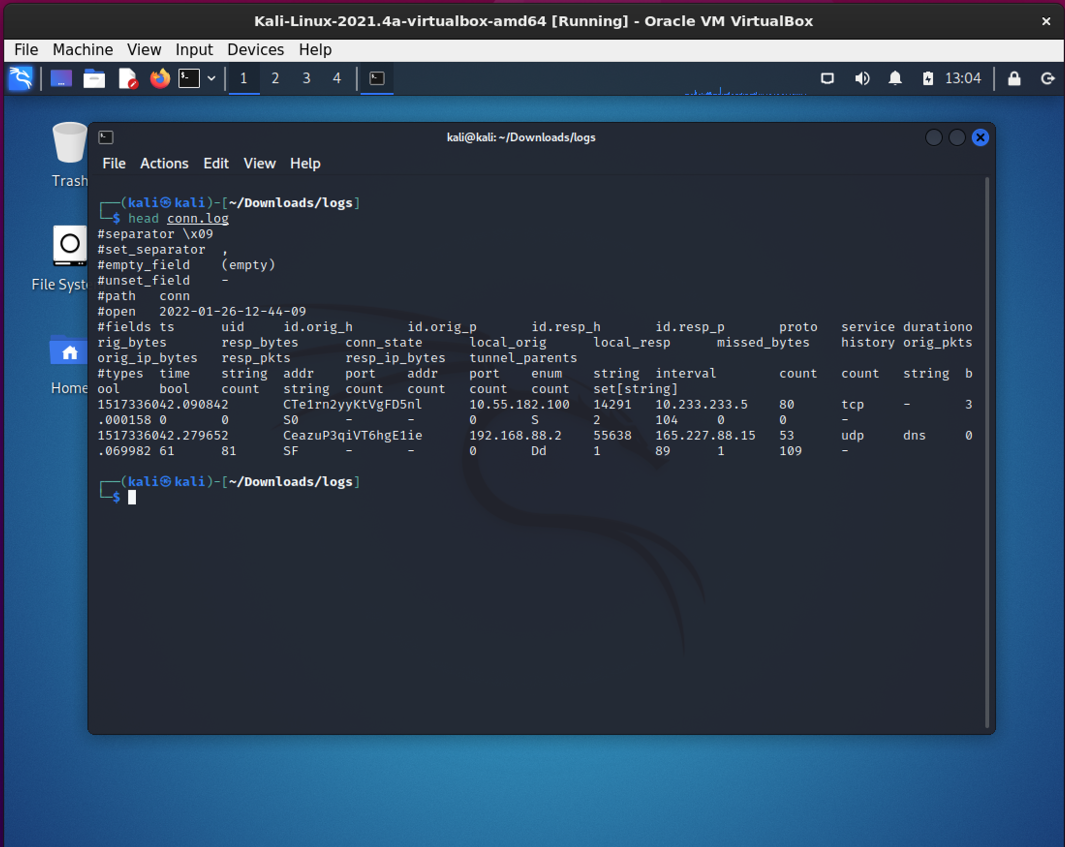 Kali-Linux-2021.4a-virtualbox-amd64 [Running] - Oracle VM VirtualBox
File Machine View Input Devices Help
1 2 3 4 13:04
kali@kali: ~/Downloads/logs
File Actions Edit View Help
Trash
File Syste
Home
┌──(kali㉿kali)-[~/Downloads/logs]
└─$ head conn.log
#separator \x09
#set_separator ,
#empty_field (empty)
#unset_field -
#path conn
#open 2022-01-26-12-44-09
#fields ts uid id.orig_h id.orig_p id.resp_h id.resp_p proto service durationo
rig_bytes resp_bytes conn_state local_orig local_resp missed_bytes history orig_pkts
orig_ip_bytes resp_pkts resp_ip_bytes tunnel_parents
#types time string addr port addr port enum string interval count count string b
ool bool count string count count count count set[string]
1517336042.090842 CTe1rn2yyKtVgFD5nl 10.55.182.100 14291 10.233.233.5 80 tcp - 3
.000158 0 0 S0 - - 0 S 2 104 0 0 -
1517336042.279652 CeazuP3qiVT6hgE1ie 192.168.88.2 55638 165.227.88.15 53 udp dns 0
.069982 61 81 SF - - 0 Dd 1 89 1 109 -
┌──(kali㉿kali)-[~/Downloads/logs]
└─$